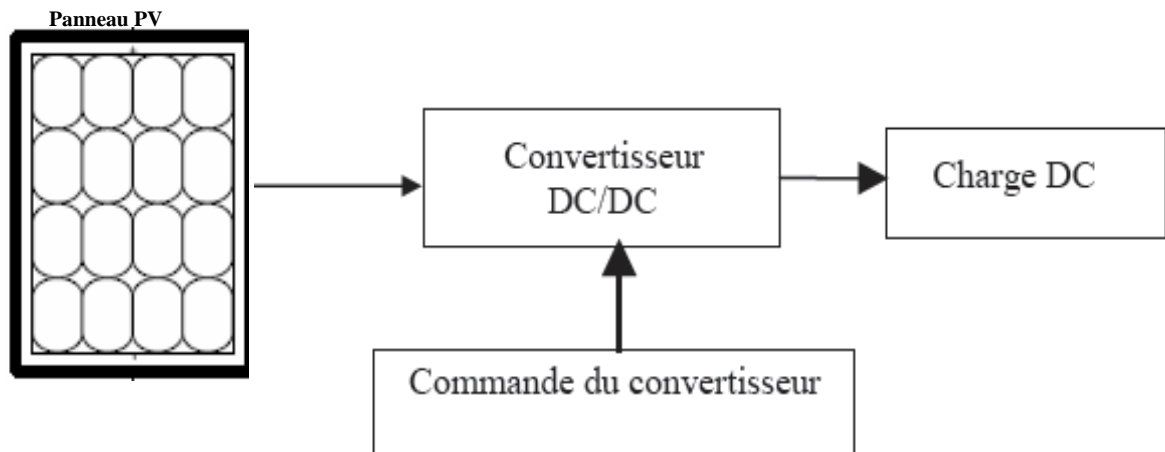 Panneau PV
Convertisseur
DC/DC
Charge DC
Commande du convertisseur